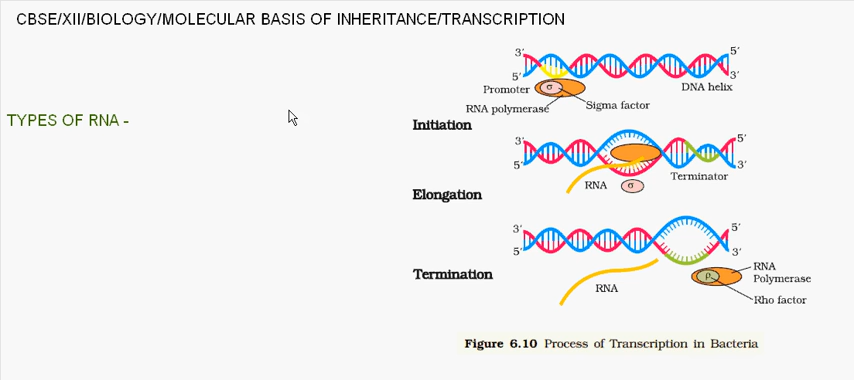 CBSE/XII/BIOLOGY/MOLECULAR BASIS OF INHERITANCE/TRANSCRIPTION
TYPES OF RNA -
3′ 5′
5′ 3′
Promoter
σ
DNA helix
RNA polymerase
Sigma factor
Initiation
3′ 5′
5′ 3′
RNA
σ
Terminator
Elongation
3′ 5′
5′ 3′
Termination
RNA
ρ
RNA
Polymerase
Rho factor
Figure 6.10 Process of Transcription in Bacteria